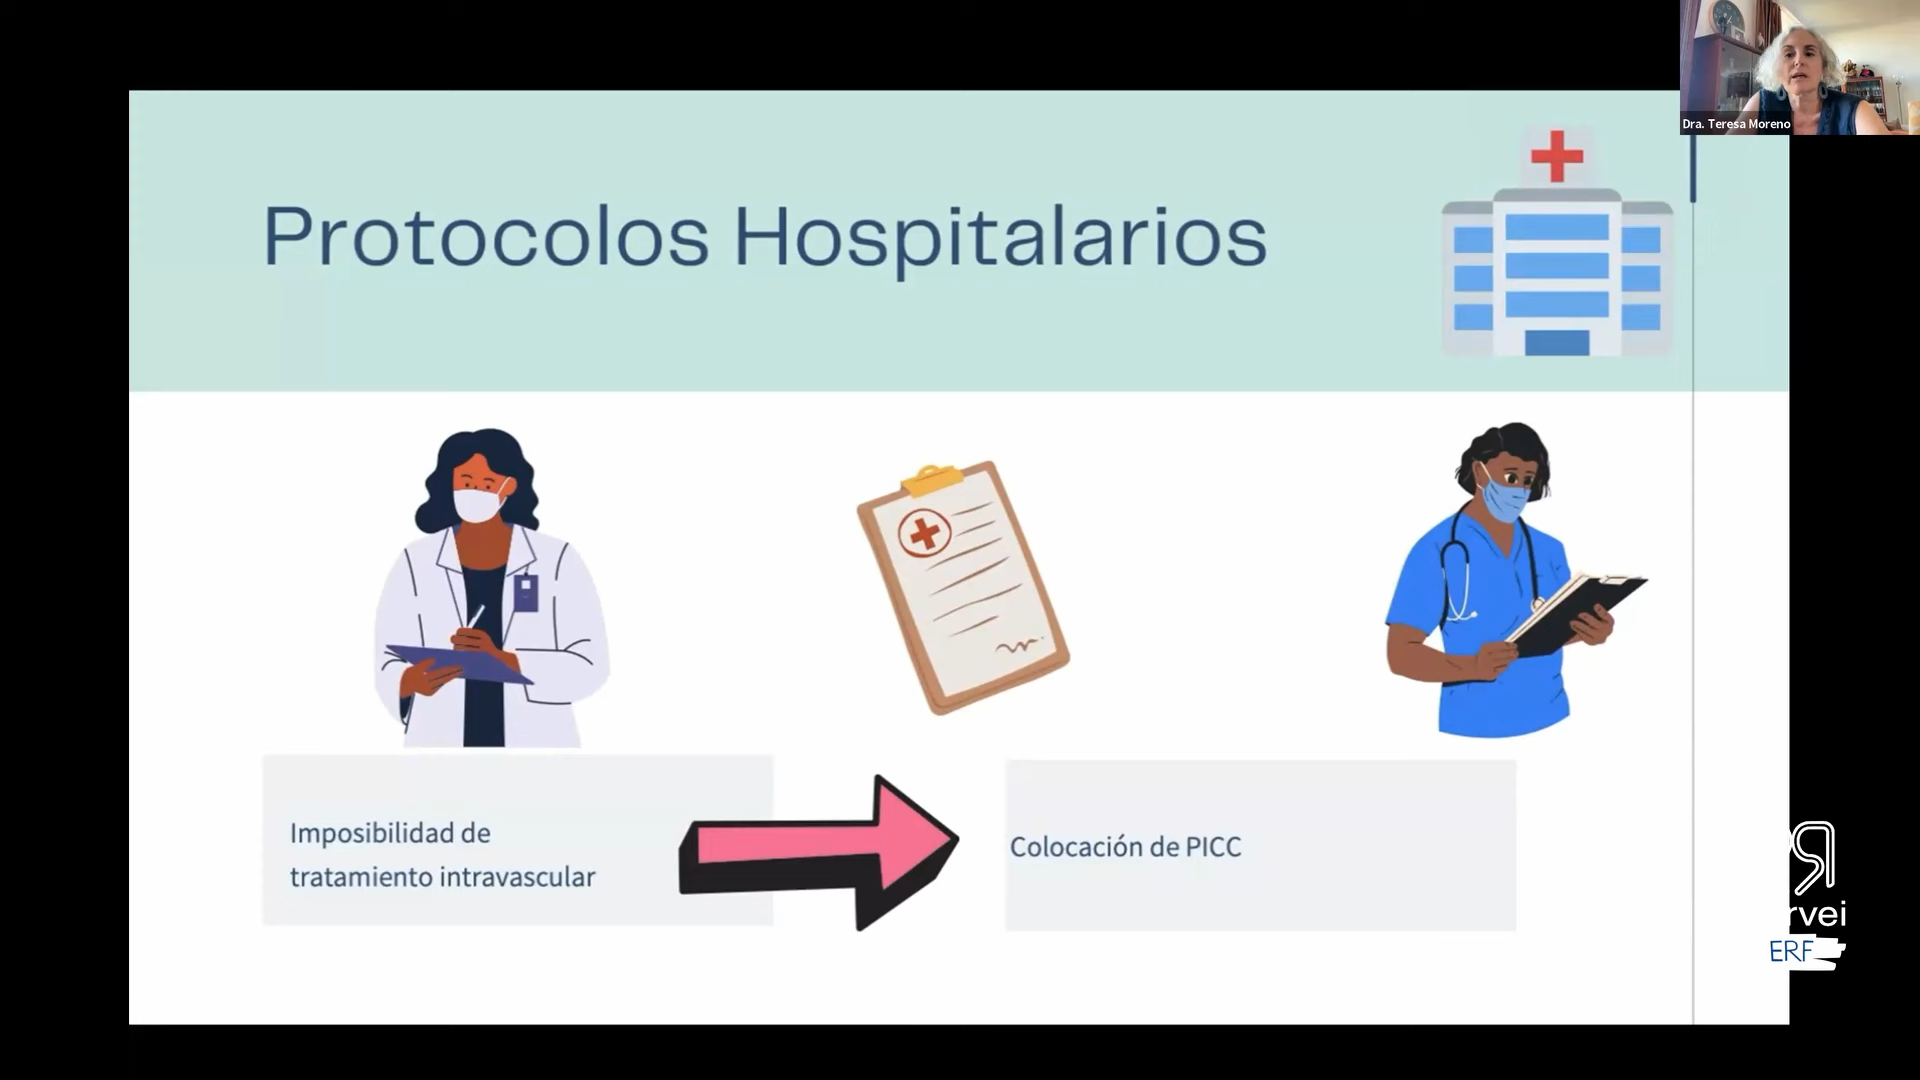 Dra. Teresa Moreno
Protocolos Hospitalarios
Imposibilidad de
tratamiento intravascular
Colocación de PICC
rvei
ERF